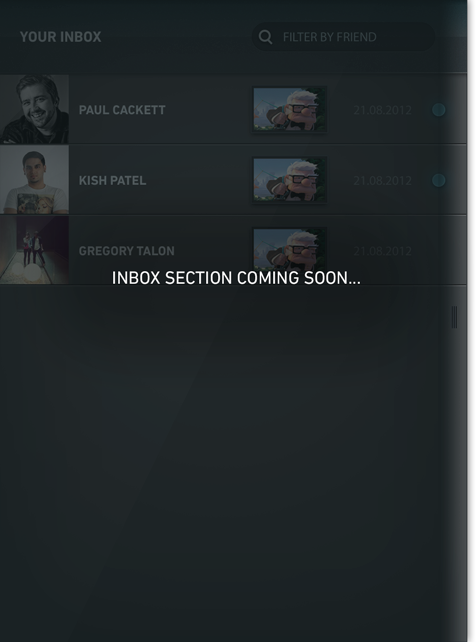 YOUR INBOX
FILTER BY FRIEND
PAUL CACKETT
21.08.2012
KISH PATEL
21.08.2012
GREGORY TALON
21.08.2012
INBOX SECTION COMING SOON...